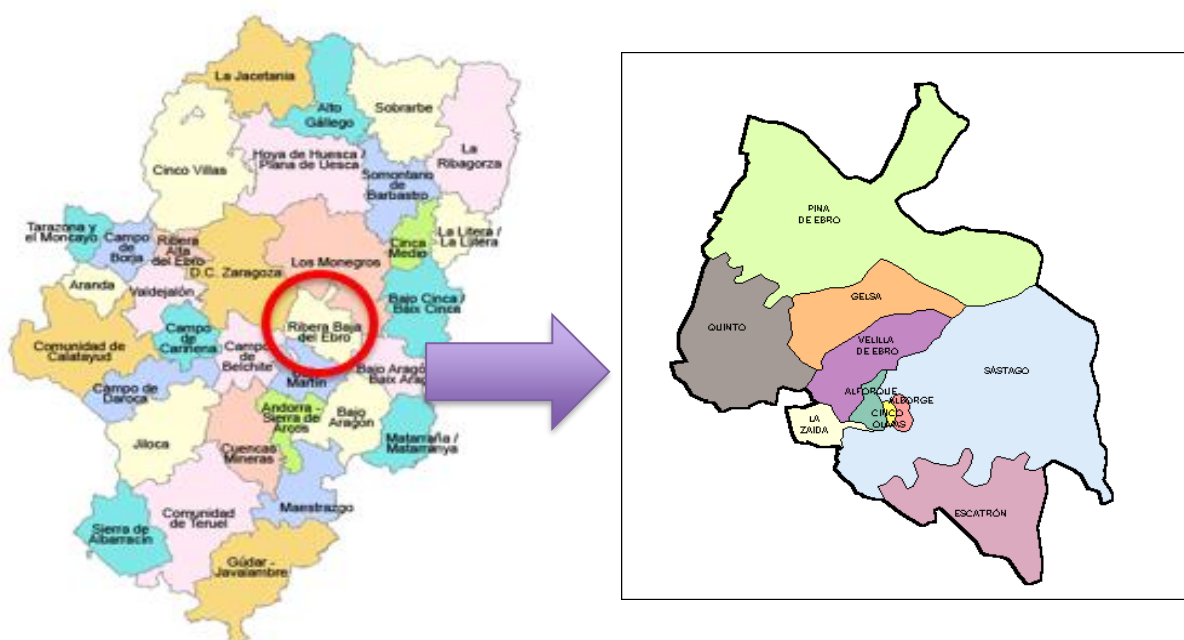 La Jacetania
Alto
Gállego
Sobrarbe
La
Ribagorza
Hoya de Huesca /
Plana de Uesca
Cinco Villas
Somontano
de
Barbastro
Tarazona y
el Moncayo
Campo
de
Borja
Ribera
Alta
del Ebro
D.C. Zaragoza
Los Monegros
Cinca
Medio
La Litera /
La Llitera
Aranda
Valdejalón
Bajo Cinca /
Baix Cinca
Ribera Baja
del Ebro
Comunidad de
Calatayud
Campo
de
Cariñena
Campo
de
Belchite
Martín
Bajo Aragó
Baix Arag
Campo de
Daroca
Andorra -
Sierra de
Arcos
Bajo
Aragón
Matarraña /
Matarranya
Jiloca
Cuencas
Mineras
Maestrazgo
Comunidad
de Teruel
Sierra de
Albarracín
Gúdar -
Javalambre
PINA
DE EBRO
GELSA
QUINTO
VELILLA
DE EBRO
SÁSTAGO
ALFORQUE
ALBORGE
CINCO
OLIVAS
LA
ZAIDA
ESCATRÓN